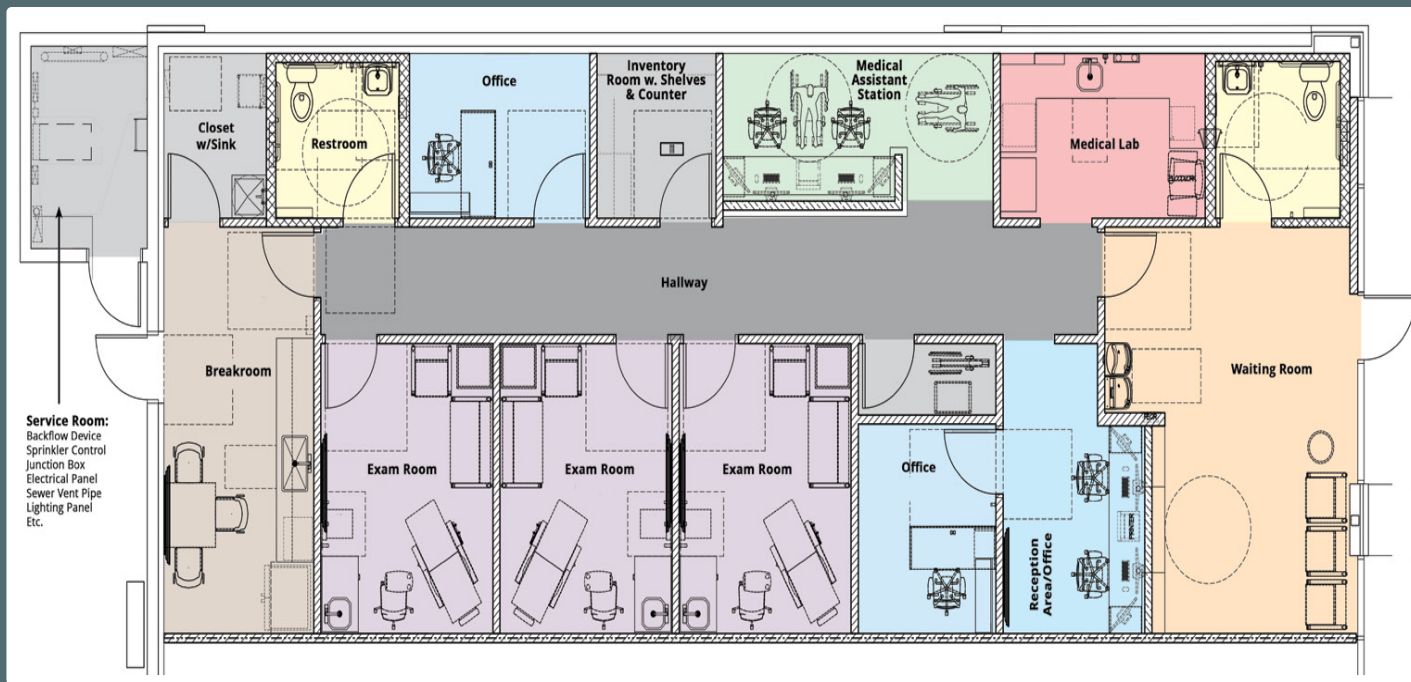 Closet
w/Sink
Restroom
Office
Inventory
Room w. Shelves
& Counter
Medical
Assistant
Station
Medical Lab
BLOODWORK
Hallway
Breakroom
Waiting Room
Service Room:
Backflow Device
Sprinkler Control
Junction Box
Electrical Panel
Sewer Vent Pipe
Lighting Panel
Etc.
Exam Room
Exam Room
Exam Room
Office
Reception
Area/Office
PRINTER